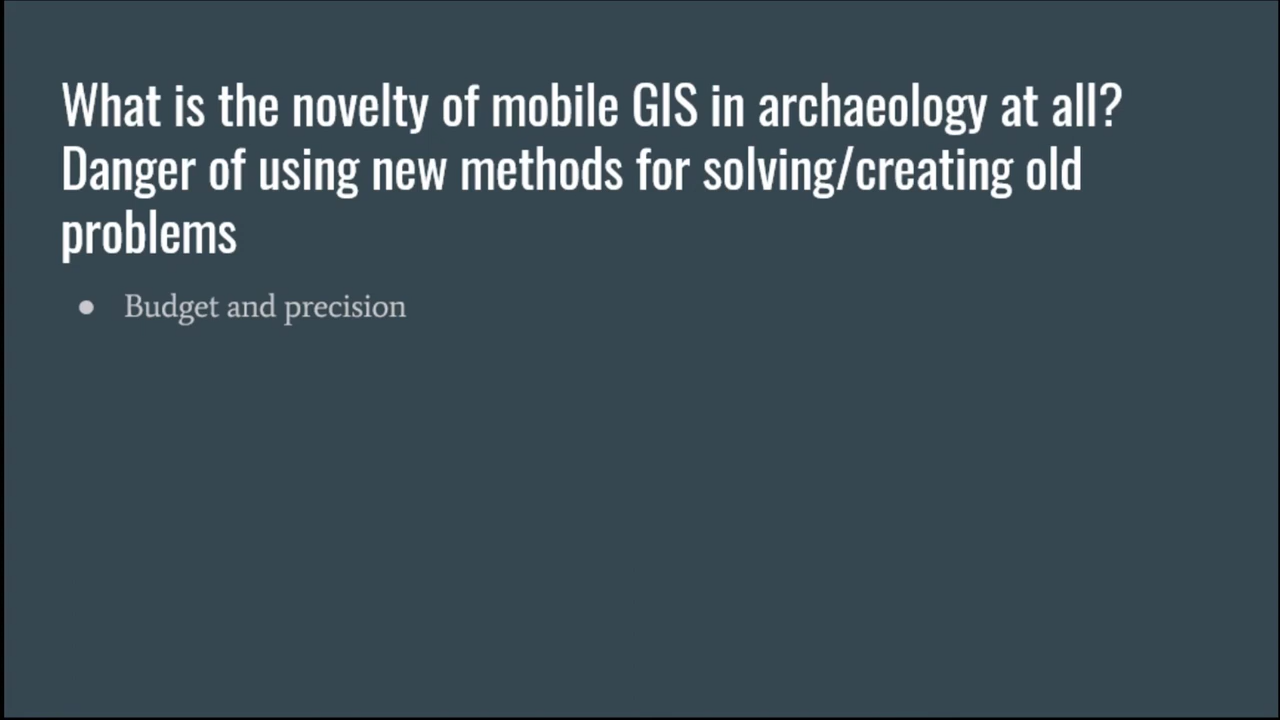 What is the novelty of mobile GIS in archaeology at all?
Danger of using new methods for solving/creating old
problems
● Budget and precision